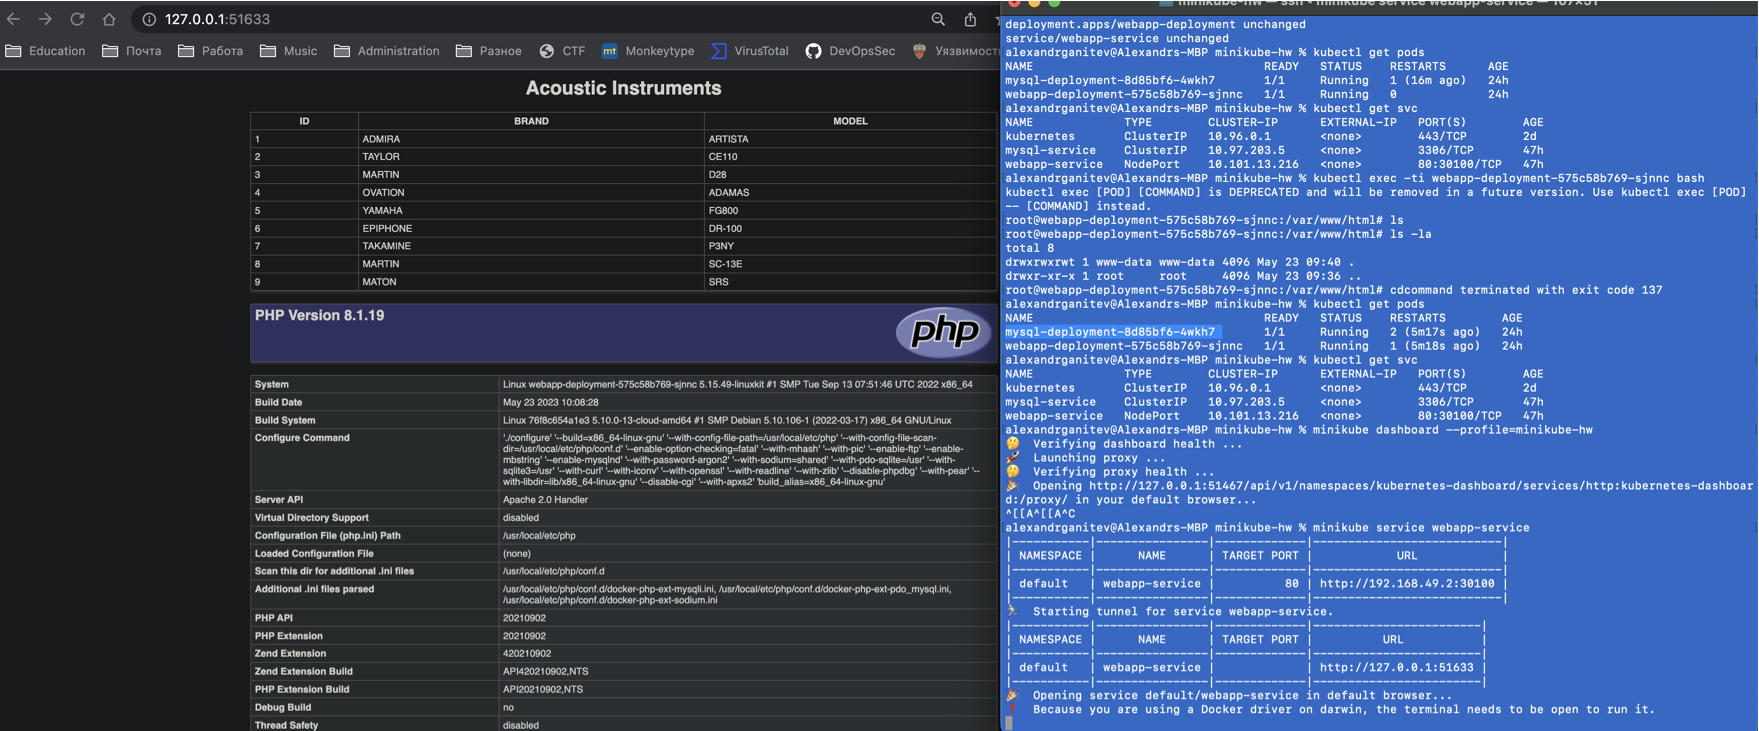 127.0.0.1:51633
Education Почта Работа Music Administration Разное CTF mt Monkeytype VirusTotal DevOpsSec Уязвимост
Acoustic Instruments
ID BRAND MODEL
1 ADMIRA ARTISTA
2 TAYLOR CE110
3 MARTIN D28
4 OVATION ADAMAS
5 YAMAHA FG800
6 EPIPHONE DR-100
7 TAKAMINE P3NY
8 MARTIN SC-13E
9 MATON SRS
PHP Version 8.1.19
php
System Linux webapp-deployment-575c58b769-sjnnc 5.15.49-linuxkit #1 SMP Tue Sep 13 07:51:46 UTC 2022 x86_64
Build Date May 23 2023 10:08:28
Build System Linux 76f8c654a1e3 5.10.0-13-cloud-amd64 #1 SMP Debian 5.10.106-1 (2022-03-17) x86_64 GNU/Linux
Configure Command './configure' '--build=x86_64-linux-gnu' '--with-config-file-path=/usr/local/etc/php' '--with-config-file-scan-
dir=/usr/local/etc/php/conf.d' '--enable-option-checking=fatal' '--with-mhash' '--with-pic' '--enable-ftp' '--enable-
mbstring' '--enable-mysqlnd' '--with-password-argon2' '--with-sodium=shared' '--with-pdo-sqlite=/usr' '--with-
sqlite3=/usr' '--with-curl' '--with-iconv' '--with-openssl' '--with-readline' '--with-zlib' '--disable-phpdbg' '--with-pear' '--
with-libdir=lib/x86_64-linux-gnu' '--disable-cgi' '--with-apxs2' 'build_alias=x86_64-linux-gnu'
Server API Apache 2.0 Handler
Virtual Directory Support disabled
Configuration File (php.ini) Path /usr/local/etc/php
Loaded Configuration File (none)
Scan this dir for additional .ini files /usr/local/etc/php/conf.d
Additional .ini files parsed /usr/local/etc/php/conf.d/docker-php-ext-mysqli.ini, /usr/local/etc/php/conf.d/docker-php-ext-pdo_mysql.ini,
/usr/local/etc/php/conf.d/docker-php-ext-sodium.ini
PHP API 20210902
PHP Extension 20210902
Zend Extension 420210902
Zend Extension Build API420210902,NTS
PHP Extension Build API20210902,NTS
Debug Build no
Thread Safety disabled
minikube-hw — ssh ‹ minikube service webapp-service — 107×51
deployment.apps/webapp-deployment unchanged
service/webapp-service unchanged
alexandrganitev@Alexandrs-MBP minikube-hw % kubectl get pods
NAME READY STATUS RESTARTS AGE
mysql-deployment-8d85bf6-4wkh7 1/1 Running 1 (16m ago) 24h
webapp-deployment-575c58b769-sjnnc 1/1 Running 0 24h
alexandrganitev@Alexandrs-MBP minikube-hw % kubectl get svc
NAME TYPE CLUSTER-IP EXTERNAL-IP PORT(S) AGE
kubernetes ClusterIP 10.96.0.1 <none> 443/TCP 2d
mysql-service ClusterIP 10.97.203.5 <none> 3306/TCP 47h
webapp-service NodePort 10.101.13.216 <none> 80:30100/TCP 47h
alexandrganitev@Alexandrs-MBP minikube-hw % kubectl exec -ti webapp-deployment-575c58b769-sjnnc bash
kubectl exec [POD] [COMMAND] is DEPRECATED and will be removed in a future version. Use kubectl exec [POD]
-- [COMMAND] instead.
root@webapp-deployment-575c58b769-sjnnc:/var/www/html# ls
root@webapp-deployment-575c58b769-sjnnc:/var/www/html# ls -la
total 8
drwxrwxrwt 1 www-data www-data 4096 May 23 09:40 .
drwxr-xr-x 1 root root 4096 May 23 09:36 ..
root@webapp-deployment-575c58b769-sjnnc:/var/www/html# cdcommand terminated with exit code 137
alexandrganitev@Alexandrs-MBP minikube-hw % kubectl get pods
NAME READY STATUS RESTARTS AGE
mysql-deployment-8d85bf6-4wkh7 1/1 Running 2 (5m17s ago) 24h
webapp-deployment-575c58b769-sjnnc 1/1 Running 1 (5m18s ago) 24h
alexandrganitev@Alexandrs-MBP minikube-hw % kubectl get svc
NAME TYPE CLUSTER-IP EXTERNAL-IP PORT(S) AGE
kubernetes ClusterIP 10.96.0.1 <none> 443/TCP 2d
mysql-service ClusterIP 10.97.203.5 <none> 3306/TCP 47h
webapp-service NodePort 10.101.13.216 <none> 80:30100/TCP 47h
alexandrganitev@Alexandrs-MBP minikube-hw % minikube dashboard --profile=minikube-hw
Verifying dashboard health ...
Launching proxy ...
Verifying proxy health ...
Opening http://127.0.0.1:51467/api/v1/namespaces/kubernetes-dashboard/services/http:kubernetes-dashboar
d:/proxy/ in your default browser...
^[[A^[[A^C
alexandrganitev@Alexandrs-MBP minikube-hw % minikube service webapp-service
|-----------|----------------|-------------|---------------------------|
| NAMESPACE | NAME | TARGET PORT | URL |
|-----------|----------------|-------------|---------------------------|
| default | webapp-service | 80 | http://192.168.49.2:30100 |
|-----------|----------------|-------------|---------------------------|
Starting tunnel for service webapp-service.
|-----------|----------------|-------------|------------------------|
| NAMESPACE | NAME | TARGET PORT | URL |
|-----------|----------------|-------------|------------------------|
| default | webapp-service | | http://127.0.0.1:51633 |
|-----------|----------------|-------------|------------------------|
Opening service default/webapp-service in default browser...
Because you are using a Docker driver on darwin, the terminal needs to be open to run it.